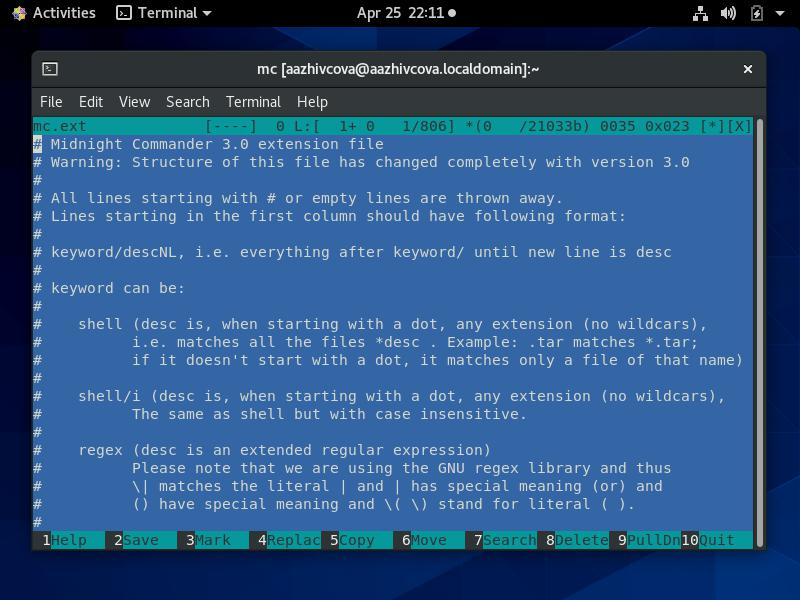 Activities Terminal Apr 25 22:11
mc [aazhivcova@aazhivcova.localdomain]:~
File Edit View Search Terminal Help
mc.ext [----] 0 L:[ 1+ 0 1/806] *(0 /21033b) 0035 0x023 [*][X]
# Midnight Commander 3.0 extension file
# Warning: Structure of this file has changed completely with version 3.0
#
# All lines starting with # or empty lines are thrown away.
# Lines starting in the first column should have following format:
#
# keyword/descNL, i.e. everything after keyword/ until new line is desc
#
# keyword can be:
#
# shell (desc is, when starting with a dot, any extension (no wildcars),
# i.e. matches all the files *desc . Example: .tar matches *.tar;
# if it doesn't start with a dot, it matches only a file of that name)
#
# shell/i (desc is, when starting with a dot, any extension (no wildcars),
# The same as shell but with case insensitive.
#
# regex (desc is an extended regular expression)
# Please note that we are using the GNU regex library and thus
# \| matches the literal | and | has special meaning (or) and
# () have special meaning and \( \) stand for literal ( ).
#
1Help 2Save 3Mark 4Replac 5Copy 6Move 7Search 8Delete 9PullDn 10Quit